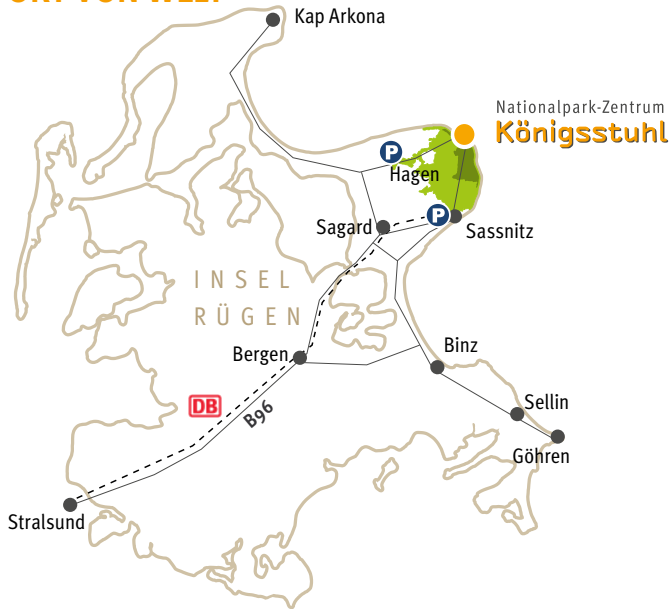 Kap Arkona
Nationalpark-Zentrum
Königsstuhl
P
Hagen
P
Sagard
Sassnitz
INSEL
RÜGEN
Bergen
Binz
DB
B96
Sellin
Göhren
Stralsund